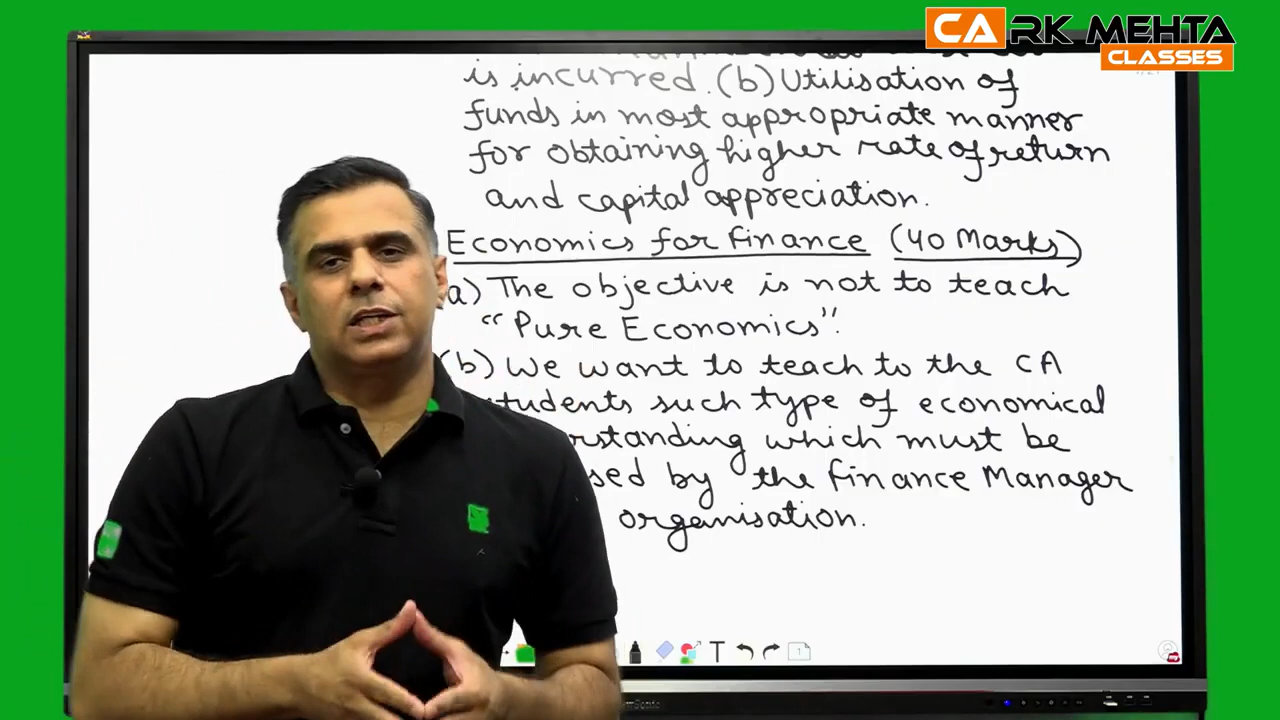 CA RK MEHTA
CLASSES
is incurred. (b) Utilisation of
funds in most appropriate manner
for obtaining higher rate of return
and capital appreciation.
Economics for Finance (40 Marks)
a) The objective is not to teach
"Pure Economics".
(b) We want to teach to the CA
students such type of economical
rstanding which must be
sed by the Finance Manager
organisation.
T
1